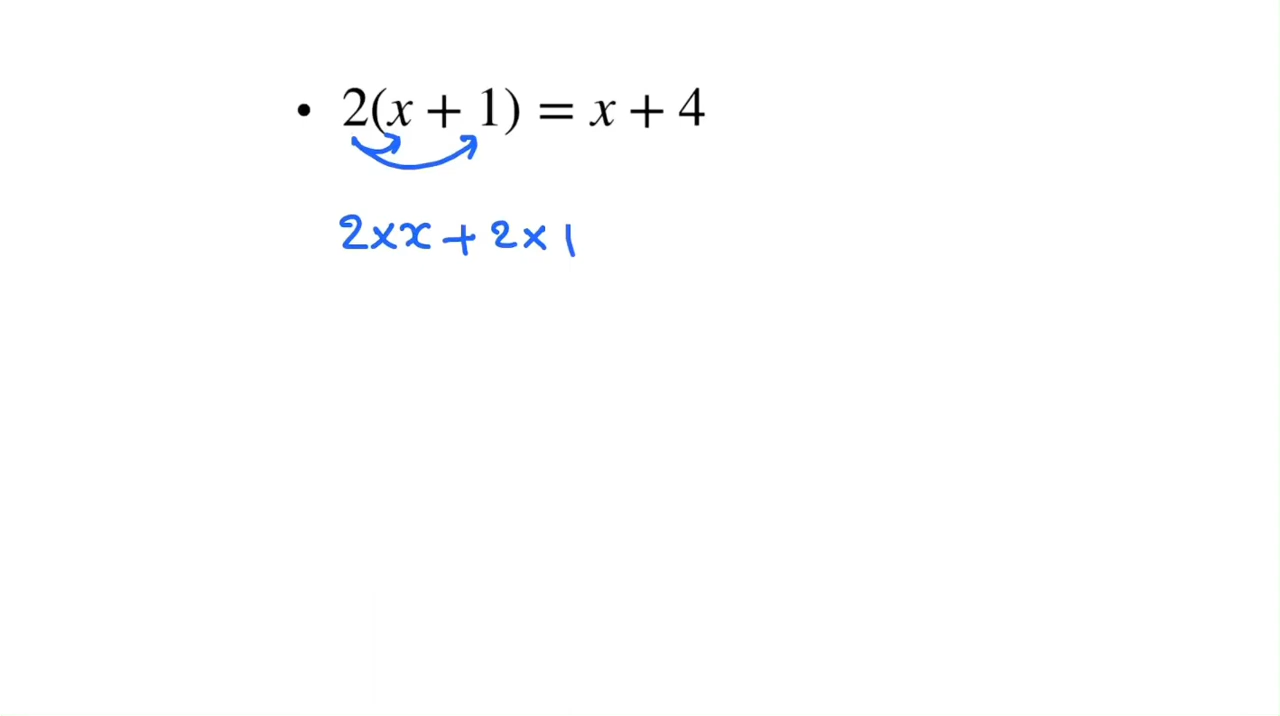 • 2(x + 1) = x + 4
2×x + 2×1